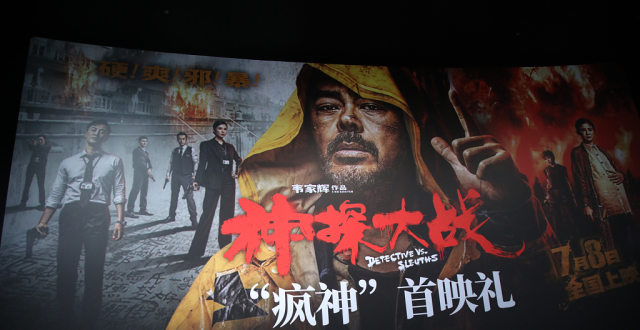 硬！爽！邪！暴！
韦家辉 作品
神探大战
DETECTIVE VS.
SLEUTHS
7月8日
全国上映
“疯神” 首映礼